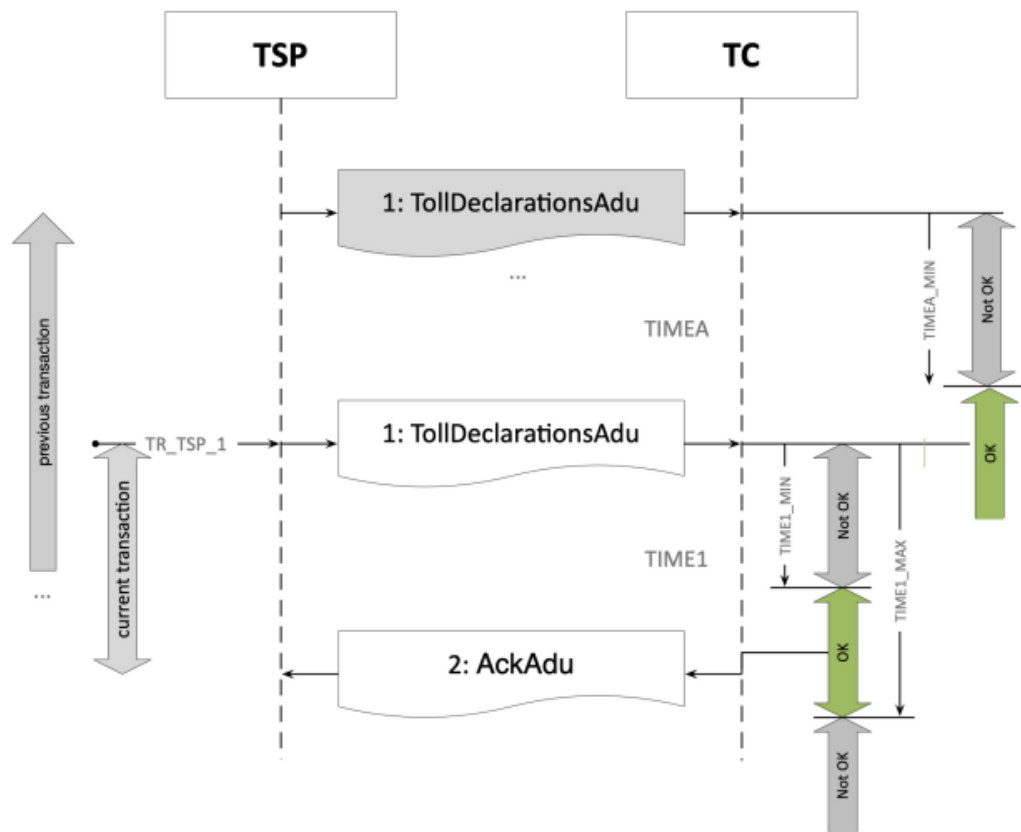 TSP
TC
1: TollDeclarationsAdu
...
TIMEA
TIMEA_MIN
Not OK
previous transaction
...
TR_TSP_1
1: TollDeclarationsAdu
OK
current transaction
TIME1
TIME1_MIN
Not OK
TIME1_MAX
OK
2: AckAdu
Not OK